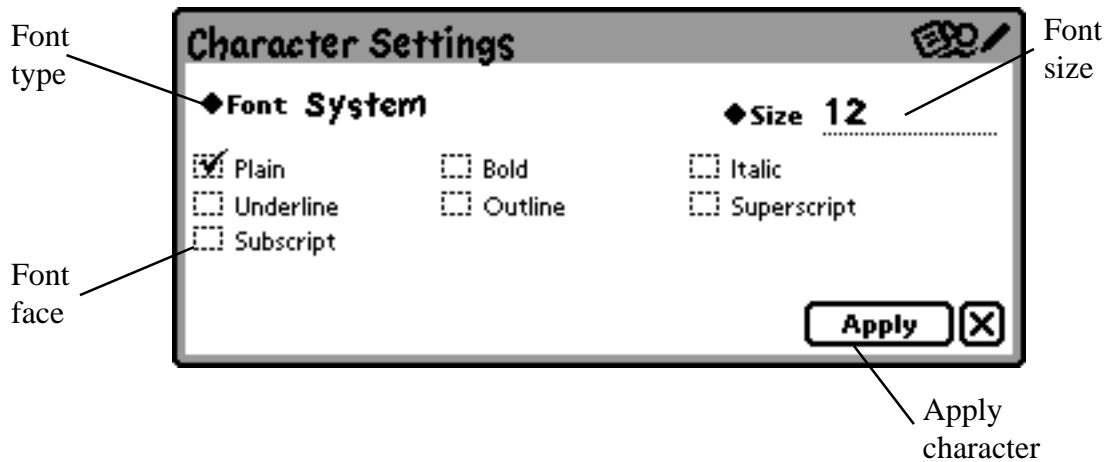 Font
type
Character Settings
Font
size
◆Font System
◆Size 12
Plain
Bold
Italic
Underline
Outline
Superscript
Subscript
Font
face
Apply
Apply
character